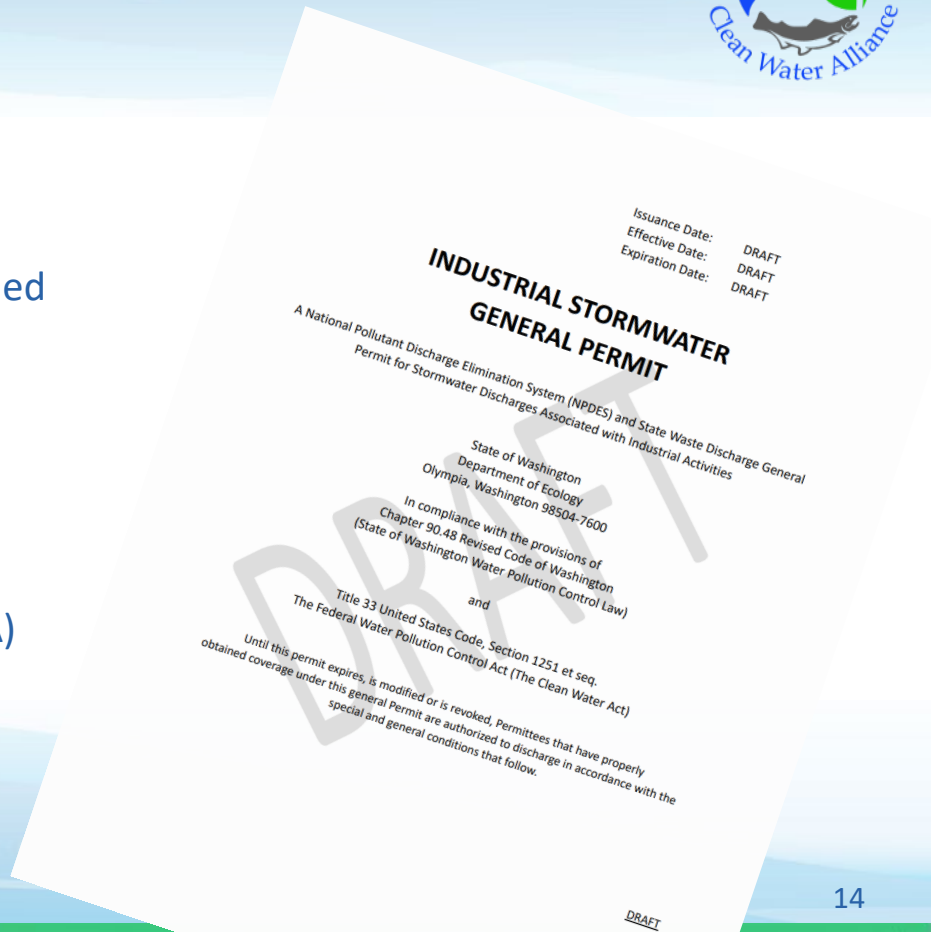 Clean Water Alliance
ed
)
Issuance Date: DRAFT
Effective Date: DRAFT
Expiration Date: DRAFT
INDUSTRIAL STORMWATER
GENERAL PERMIT
A National Pollutant Discharge Elimination System (NPDES) and State Waste Discharge General
Permit for Stormwater Discharges Associated with Industrial Activities
State of Washington
Department of Ecology
Olympia, Washington 98504-7600
In compliance with the provisions of
Chapter 90.48 Revised Code of Washington
(State of Washington Water Pollution Control Law)
and
Title 33 United States Code, Section 1251 et seq.
The Federal Water Pollution Control Act (The Clean Water Act)
Until this permit expires, is modified or is revoked, Permittees that have properly
obtained coverage under this general Permit are authorized to discharge in accordance with the
special and general conditions that follow.
DRAFT
DRAFT
14